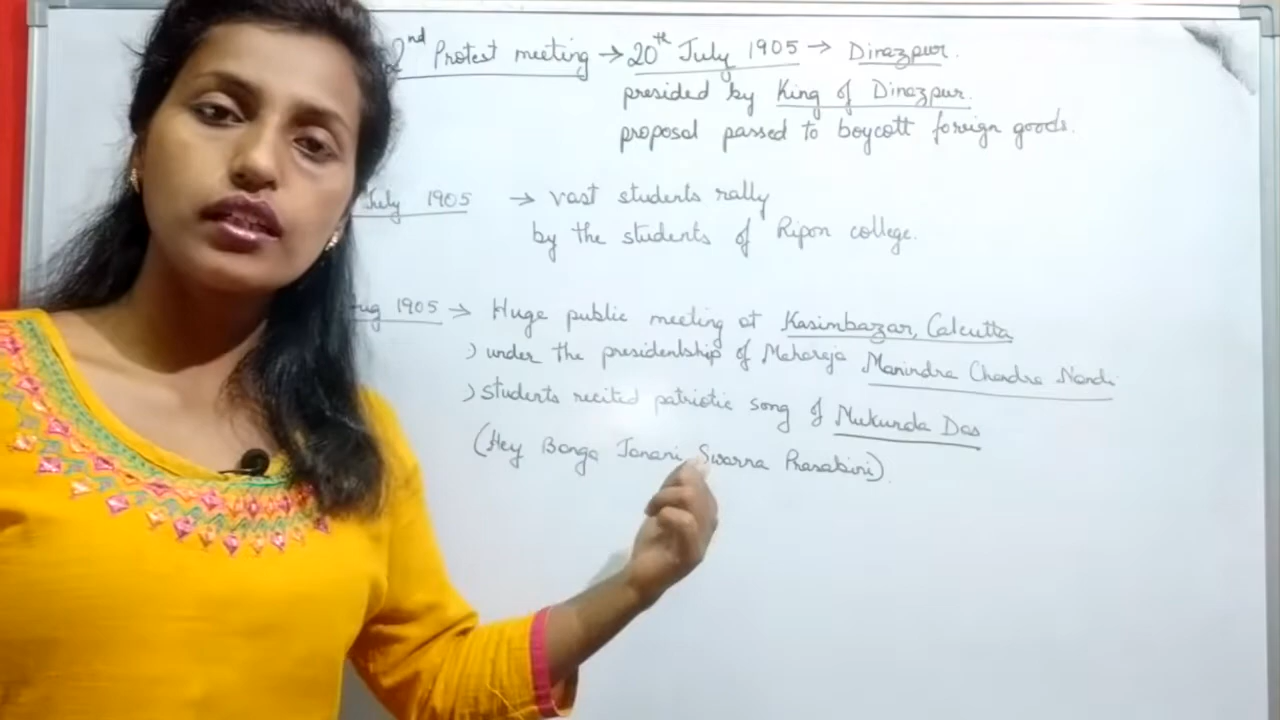 2nd Protest meeting → 20th July 1905 → Dinazpur.
presided by King of Dinazpur.
proposal passed to boycott foreign goods.
July 1905 → vast students rally
by the students of Ripon college.
Aug 1905 → Huge public meeting at Kasimbazar, Calcutta
) under the presidentship of Maharaja Manindra Chandra Nandi
) students recited patriotic song of Mukunda Das
(Hey Banga Janani Swarna Prasabini).